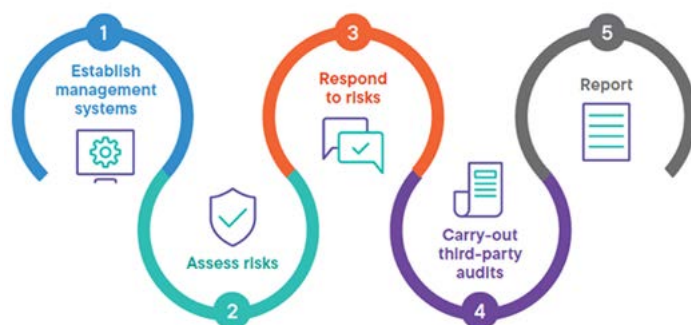 1
Establish
management
systems
2
Assess risks
3
Respond
to risks
4
Carry-out
third-party
audits
5
Report